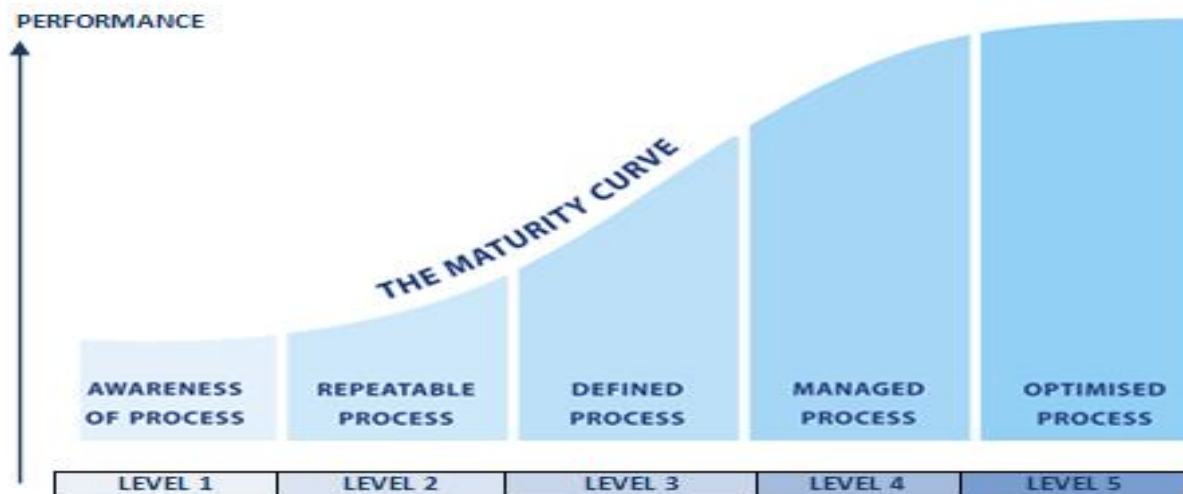 PERFORMANCE
THE MATURITY CURVE
AWARENESS
OF PROCESS
REPEATABLE
PROCESS
DEFINED
PROCESS
MANAGED
PROCESS
OPTIMISED
PROCESS
LEVEL 1
LEVEL 2
LEVEL 3
LEVEL 4
LEVEL 5